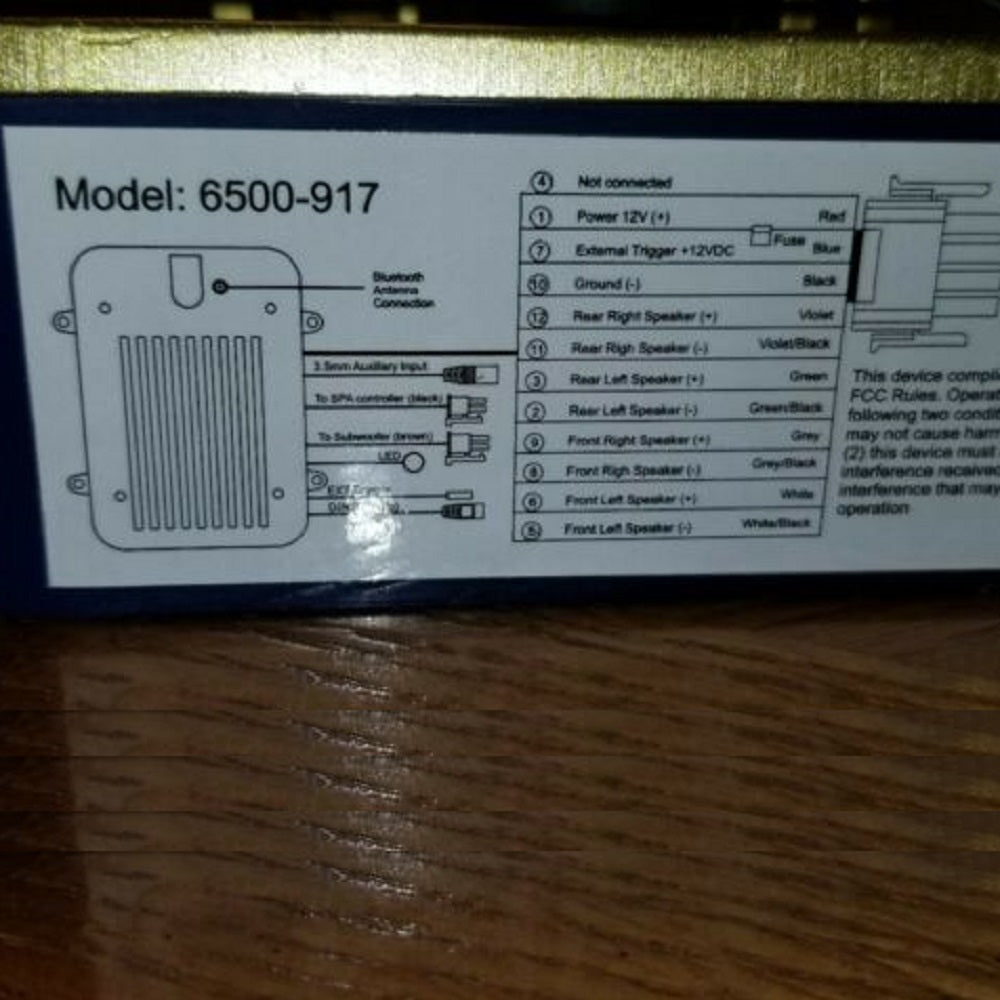 Model: 6500-917
Bluetooth
Antenna
Connection
3.5mm Auxiliary Input
To SPA controller (black)
To Subwoofer (brown)
LED
4 Not connected
1 Power 12V (+) Red
Fuse
7 External Trigger +12VDC Blue
10 Ground (-) Black
12 Rear Right Speaker (+) Violet
11 Rear Righ Speaker (-) Violet/Black
3 Rear Left Speaker (+) Green
2 Rear Left Speaker (-) Green/Black
9 Front Right Speaker (+) Grey
8 Front Righ Speaker (-) Grey/Black
6 Front Left Speaker (+) White
5 Front Left Speaker (-) White/Black
This device compli
FCC Rules. Operat
following two condit
may not cause harm
(2) this device must
interference received
interference that may
operation